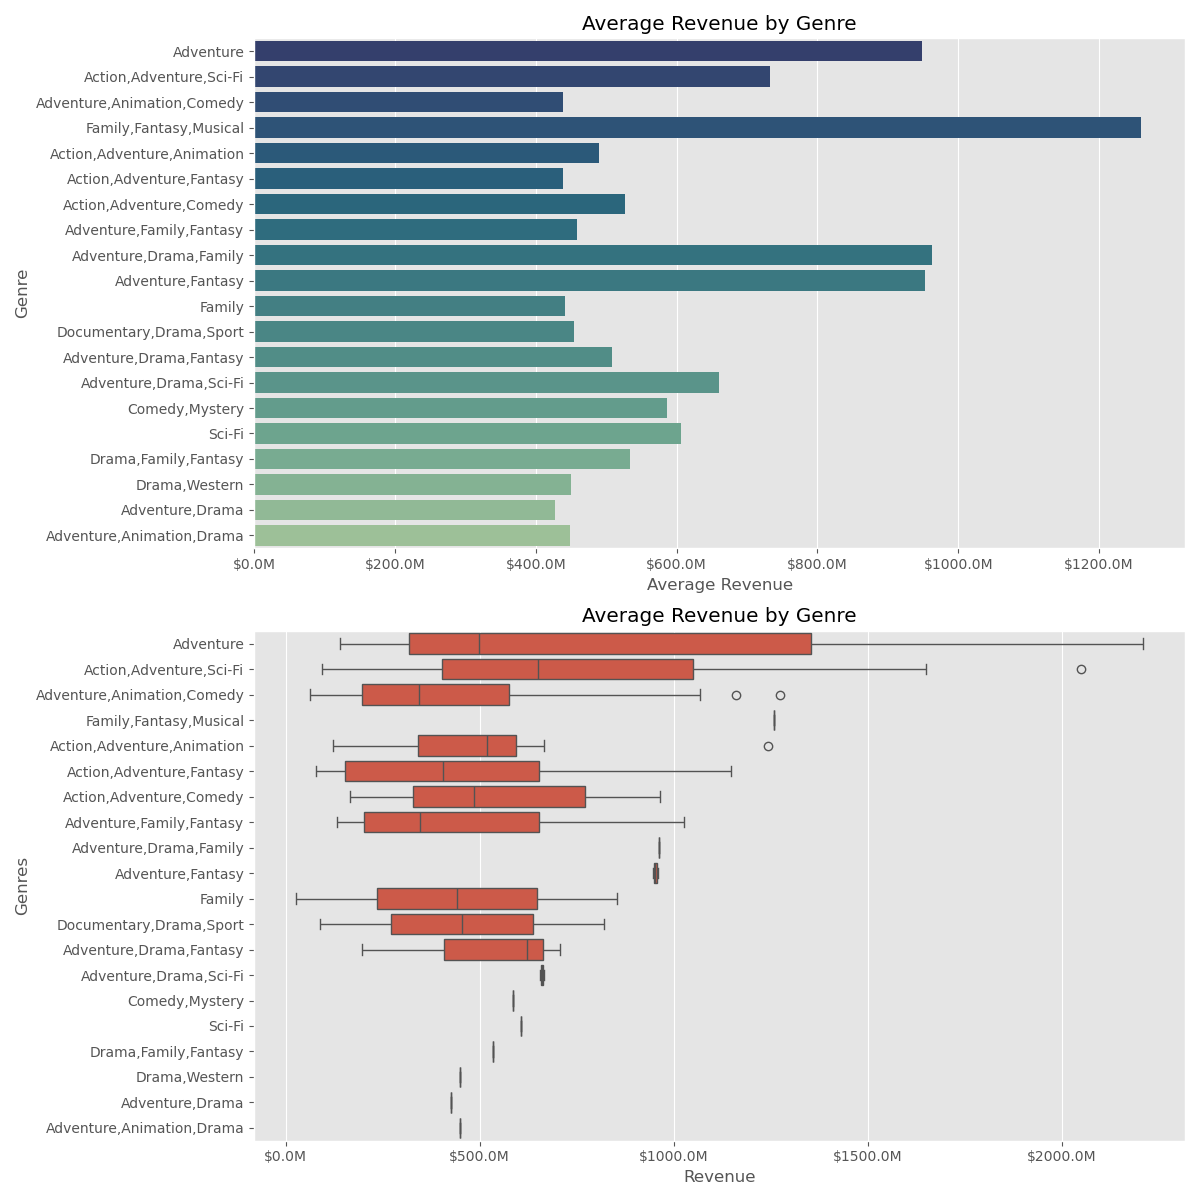 Average Revenue by Genre
Adventure
Action,Adventure,Sci-Fi
Adventure,Animation,Comedy
Family,Fantasy,Musical
Action,Adventure,Animation
Action,Adventure,Fantasy
Action,Adventure,Comedy
Adventure,Family,Fantasy
Adventure,Drama,Family
Adventure,Fantasy
Family
Documentary,Drama,Sport
Adventure,Drama,Fantasy
Adventure,Drama,Sci-Fi
Comedy,Mystery
Sci-Fi
Drama,Family,Fantasy
Drama,Western
Adventure,Drama
Adventure,Animation,Drama
Genre
$0.0M $200.0M $400.0M $600.0M $800.0M $1000.0M $1200.0M
Average Revenue
Average Revenue by Genre
Adventure
Action,Adventure,Sci-Fi
Adventure,Animation,Comedy
Family,Fantasy,Musical
Action,Adventure,Animation
Action,Adventure,Fantasy
Action,Adventure,Comedy
Adventure,Family,Fantasy
Adventure,Drama,Family
Adventure,Fantasy
Family
Documentary,Drama,Sport
Adventure,Drama,Fantasy
Adventure,Drama,Sci-Fi
Comedy,Mystery
Sci-Fi
Drama,Family,Fantasy
Drama,Western
Adventure,Drama
Adventure,Animation,Drama
Genres
$0.0M $500.0M $1000.0M $1500.0M $2000.0M
Revenue